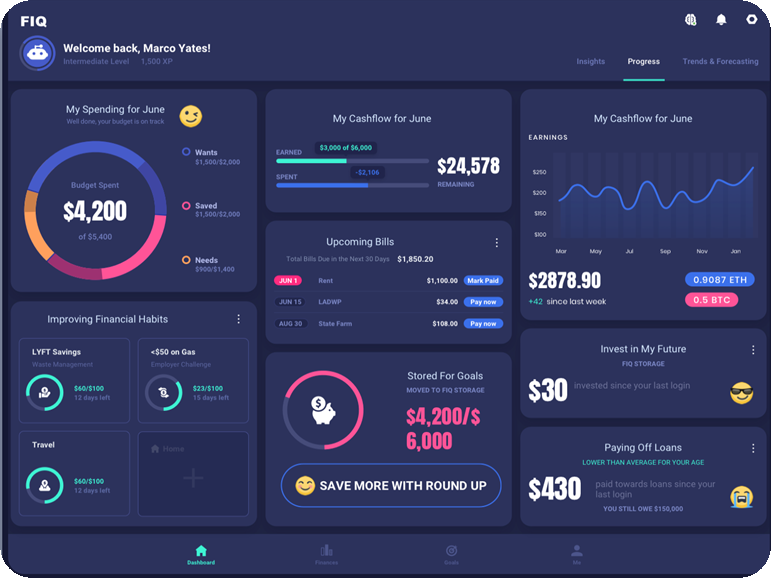 FIQ
Welcome back, Marco Yates!
Intermediate Level 1,500 XP
Insights
Progress
Trends & Forecasting
My Spending for June
Well done, your budget is on track
Budget Spent
$4,200
of $5,400
Wants
$1,500/$2,000
Saved
$1,500/$2,000
Needs
$900/$1,400
Improving Financial Habits
LYFT Savings
Waste Management
$60/$100
12 days left
<$50 on Gas
Employer Challenge
$23/$100
15 days left
Travel
$60/$100
12 days left
Home
My Cashflow for June
$3,000 of $6,000
EARNED
-$2,106
SPENT
$24,578
REMAINING
Upcoming Bills
Total Bills Due in the Next 30 Days $1,850.20
JUN 1 Rent $1,100.00 Mark Paid
JUN 15 LADWP $34.00 Pay now
AUG 30 State Farm $108.00 Pay now
Stored For Goals
MOVED TO FIQ STORAGE
$4,200/$
6,000
SAVE MORE WITH ROUND UP
My Cashflow for June
EARNINGS
$250
$200
$150
$100
Mar May Jul Sep Nov Jan
$2878.90
+42 since last week
0.9087 ETH
0.5 BTC
Invest in My Future
FIQ STORAGE
$30 invested since your last login
Paying Off Loans
LOWER THAN AVERAGE FOR YOUR AGE
$430
paid towards loans since your
last login
YOU STILL OWE $150,000
Dashboard
Finances
Goals
Me